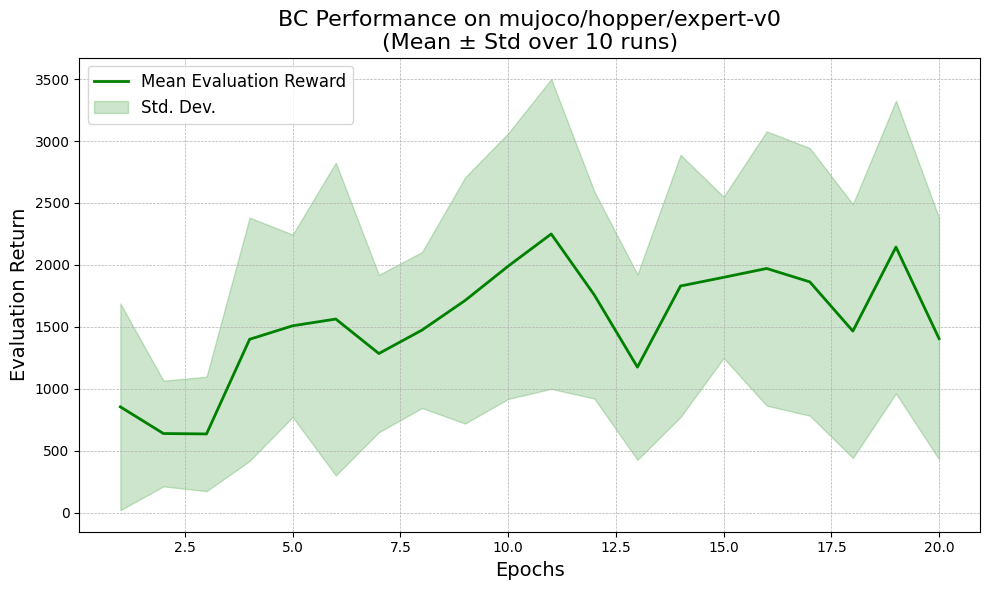 BC Performance on mujoco/hopper/expert-v0
(Mean ± Std over 10 runs)
Mean Evaluation Reward
Std. Dev.
Evaluation Return
3500
3000
2500
2000
1500
1000
500
0
2.5 5.0 7.5 10.0 12.5 15.0 17.5 20.0
Epochs